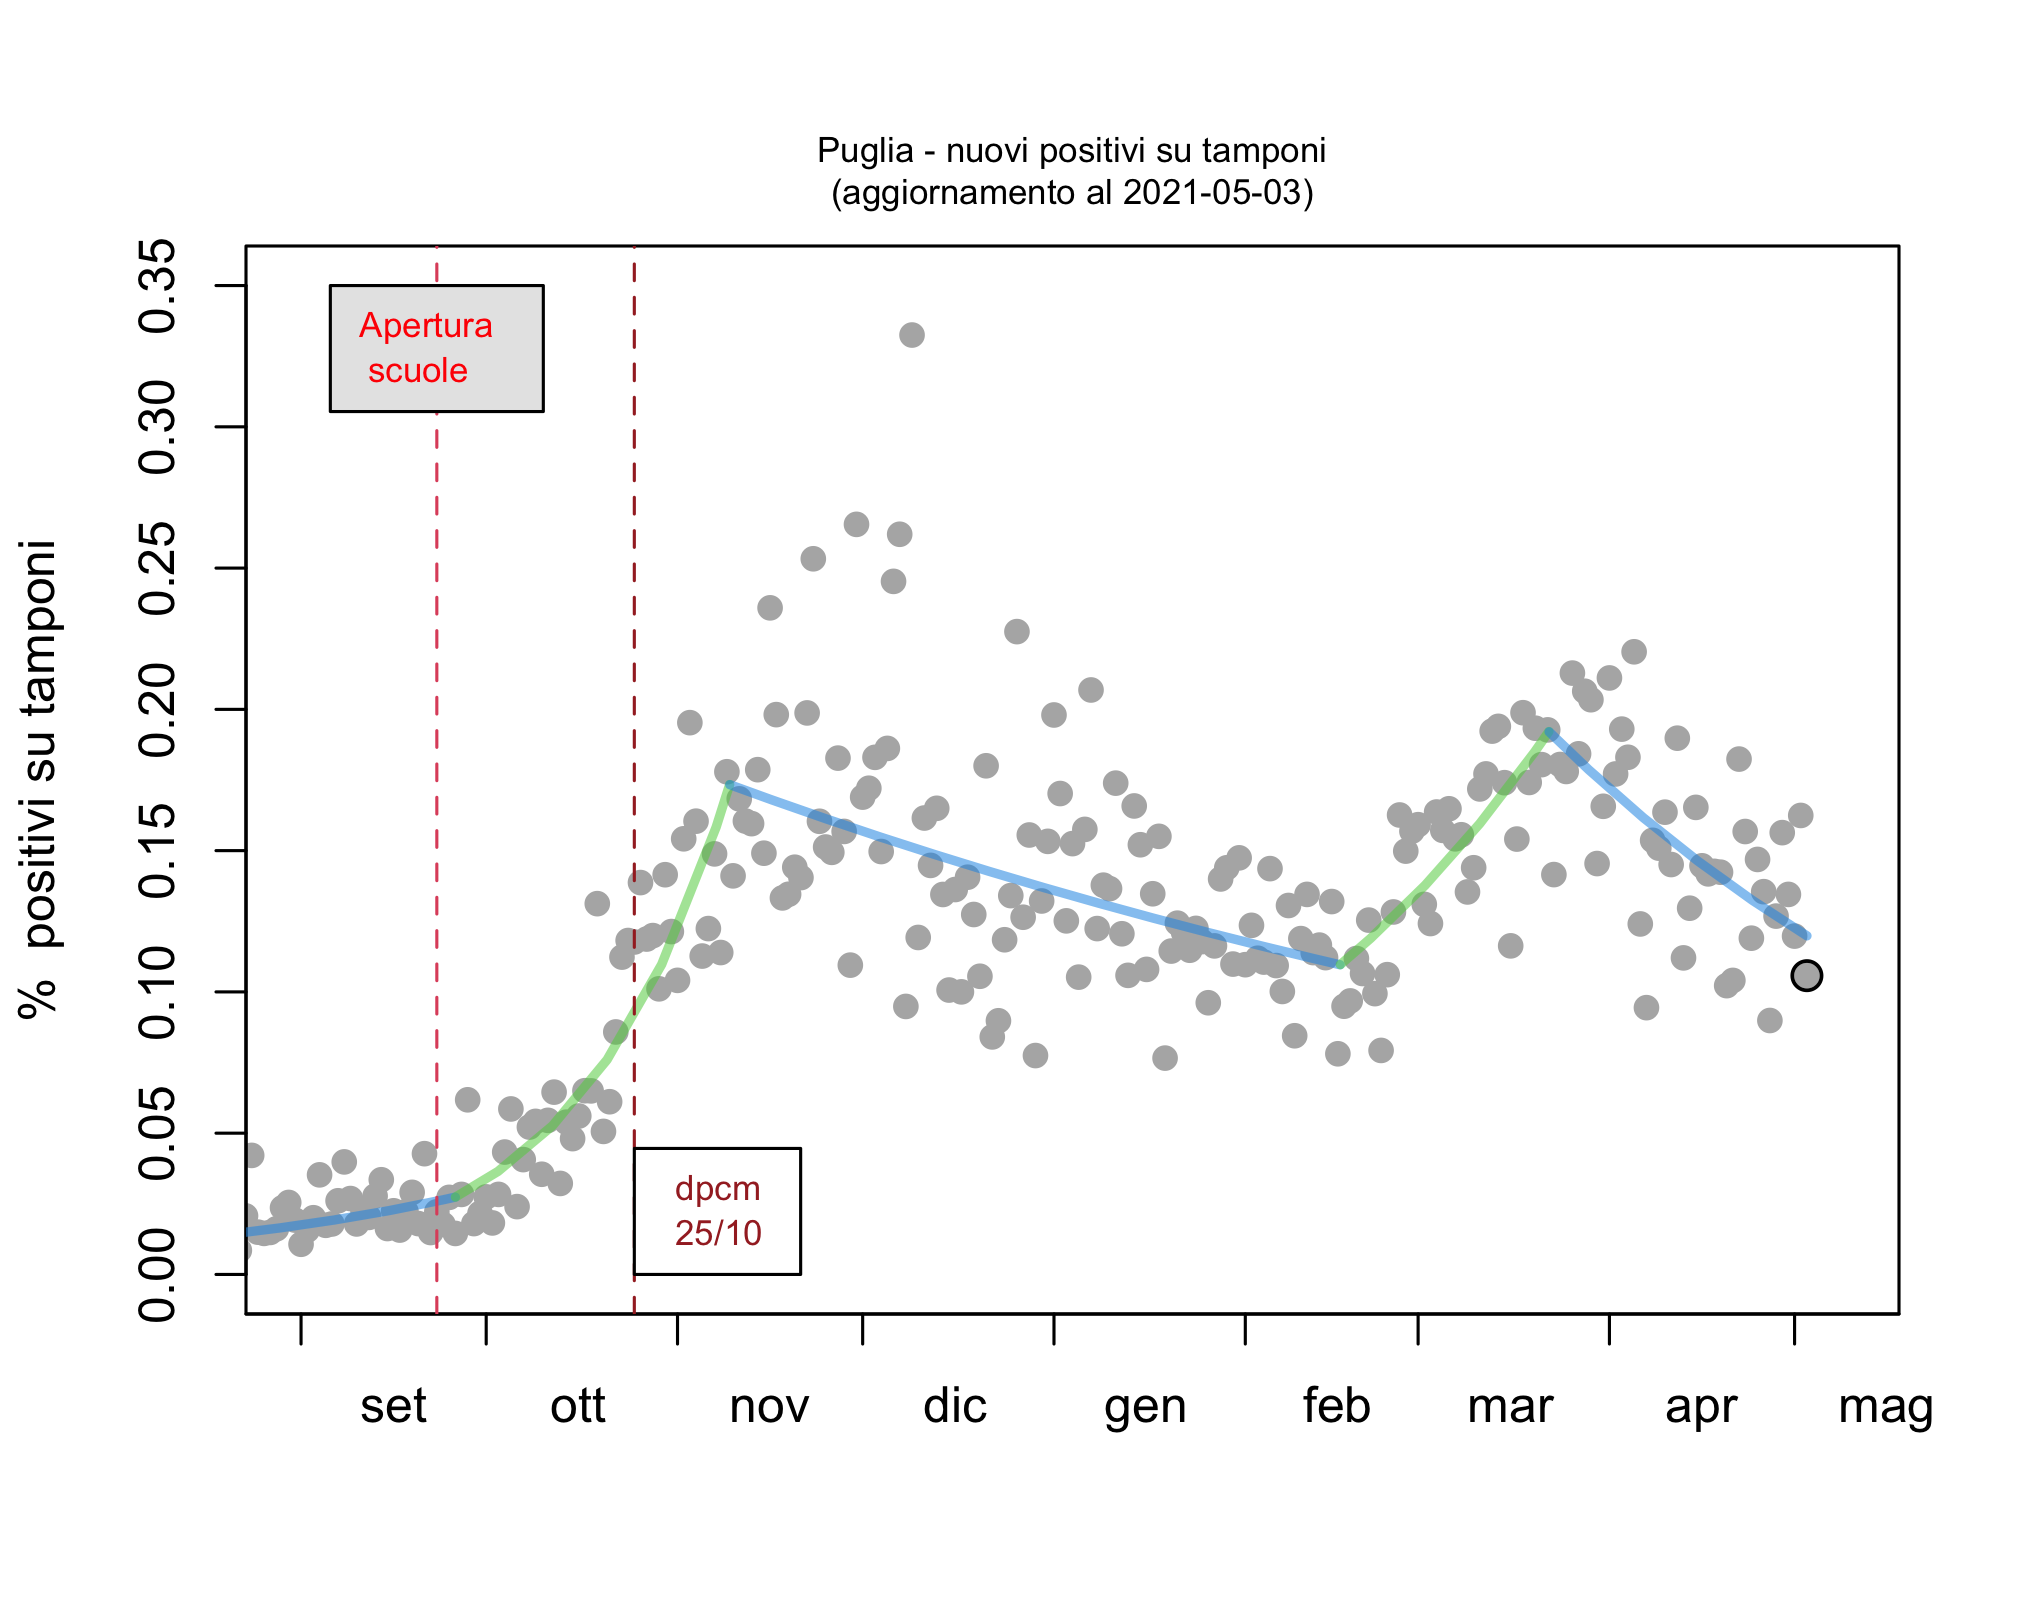 Puglia - nuovi positivi su tamponi
(aggiornamento al 2021-05-03)
% positivi su tamponi
0.35
0.30
0.25
0.20
0.15
0.10
0.05
0.00
Apertura
scuole
dpcm
25/10
set ott nov dic gen feb mar apr mag